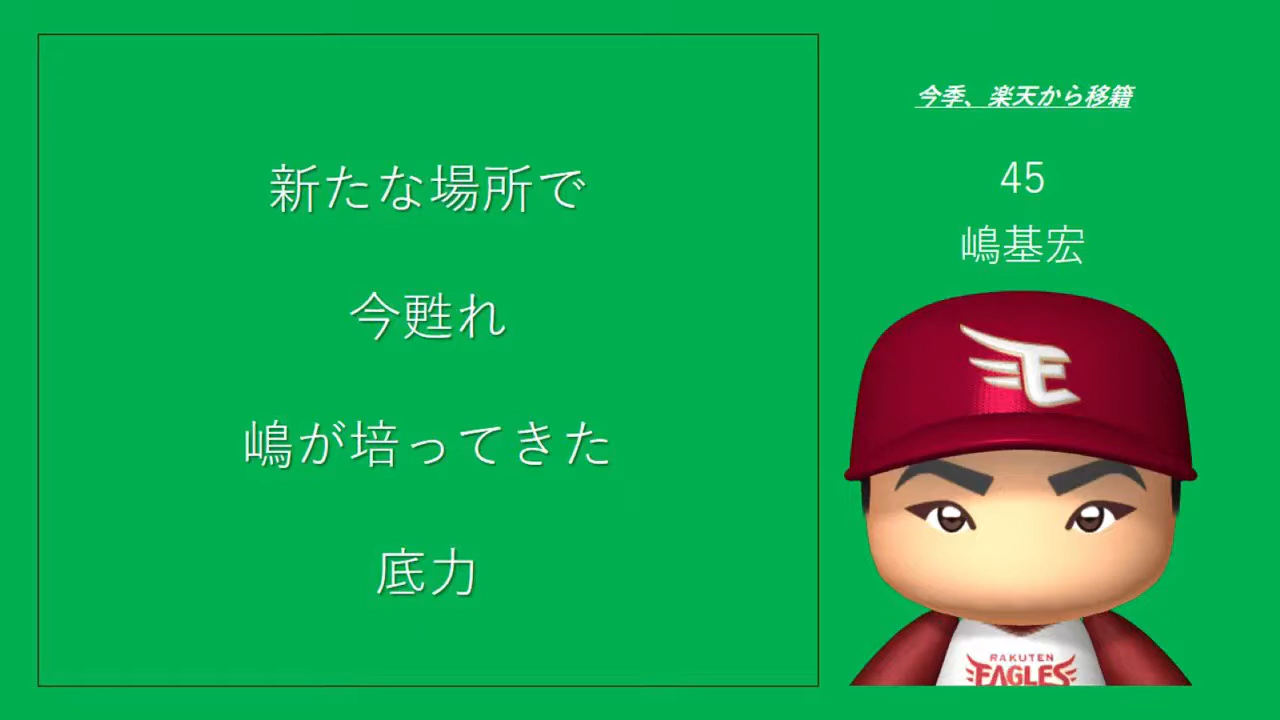 新たな場所で
今甦れ
嶋が培ってきた
底力
今季、楽天から移籍
45
嶋基宏
RAKUTEN
EAGLES